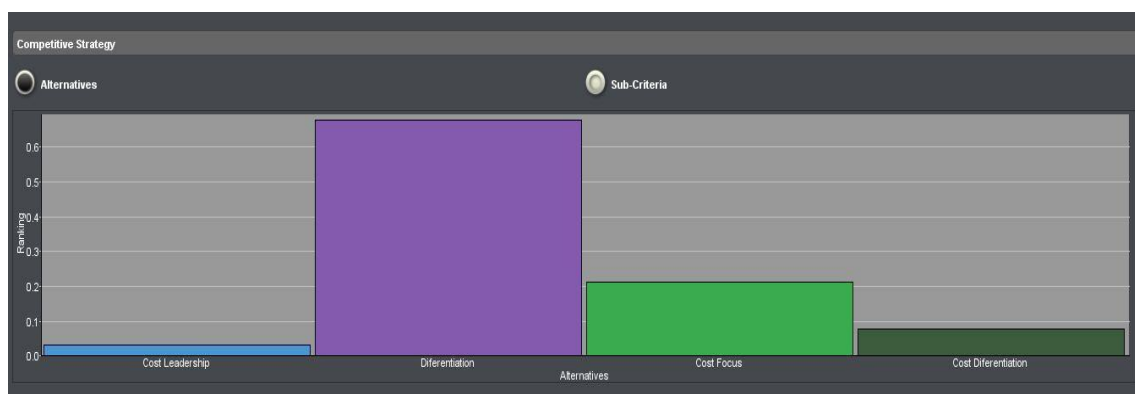 Competitive Strategy
Alternatives Sub-Criteria
0.6
0.5
0.4
0.3
0.2
0.1
0.0
Ranking
Cost Leadership Diferentiation Cost Focus Cost Diferentiation
Alternatives